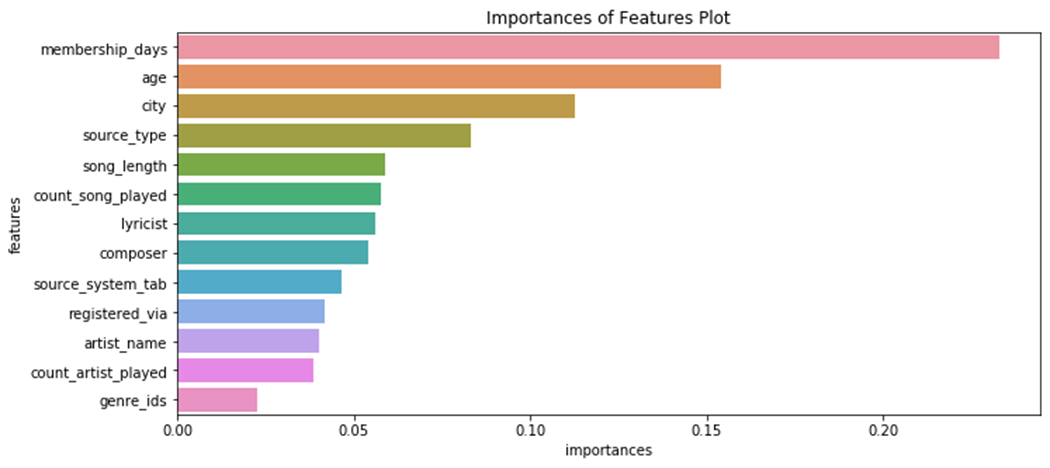 Importances of Features Plot
features
membership_days
age
city
source_type
song_length
count_song_played
lyricist
composer
source_system_tab
registered_via
artist_name
count_artist_played
genre_ids
0.00 0.05 0.10 0.15 0.20
importances